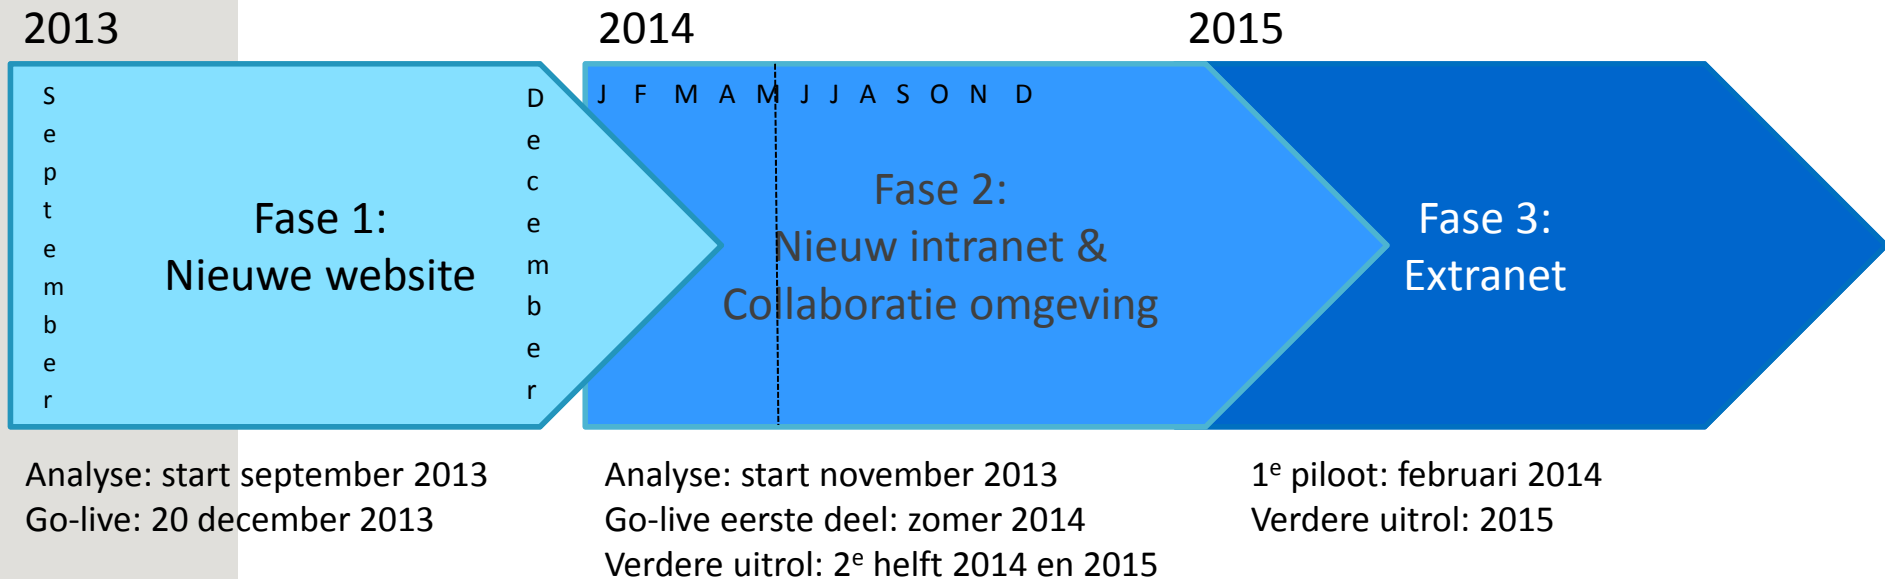 2013
2014
2015
September
December
J F M A M J J A S O N D
Fase 1:
Nieuwe website
Fase 2:
Nieuw intranet &
Collaboratie omgeving
Fase 3:
Extranet
Analyse: start september 2013
Go-live: 20 december 2013
Analyse: start november 2013
Go-live eerste deel: zomer 2014
Verdere uitrol: 2e helft 2014 en 2015
1e piloot: februari 2014
Verdere uitrol: 2015